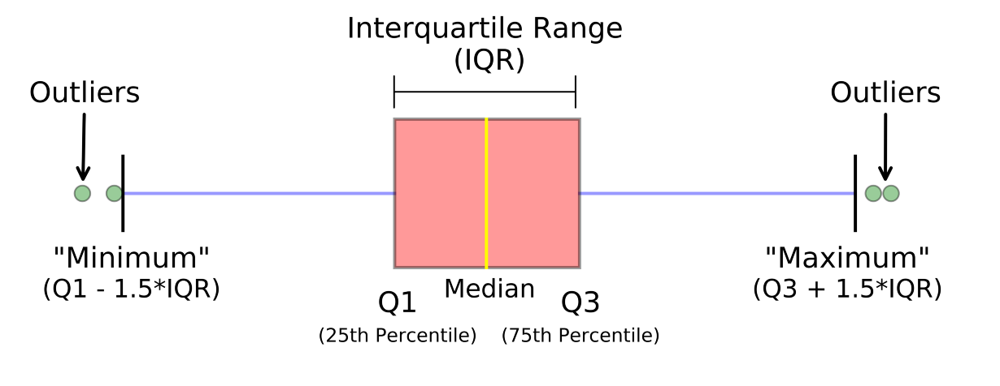 Interquartile Range
(IQR)
Outliers
Outliers
"Minimum"
(Q1 - 1.5*IQR)
"Maximum"
(Q3 + 1.5*IQR)
Q1
Median
Q3
(25th Percentile)
(75th Percentile)